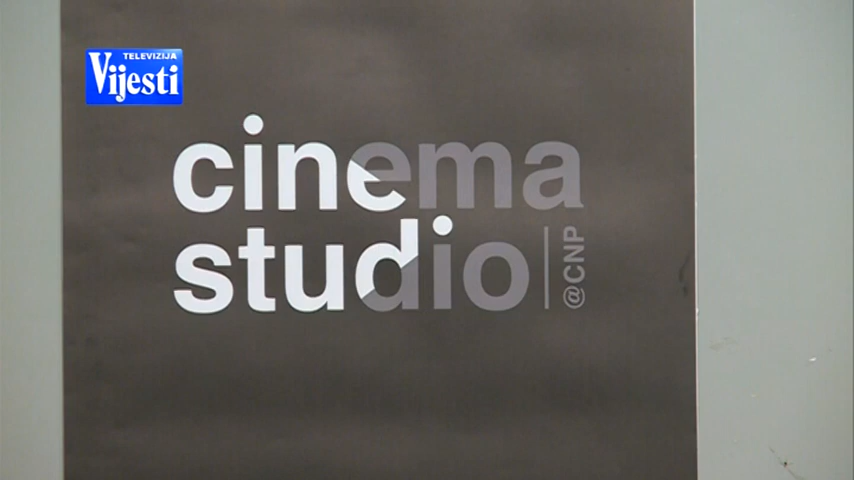 TELEVIZIJA
Vijesti
cinema
studio
@CNP